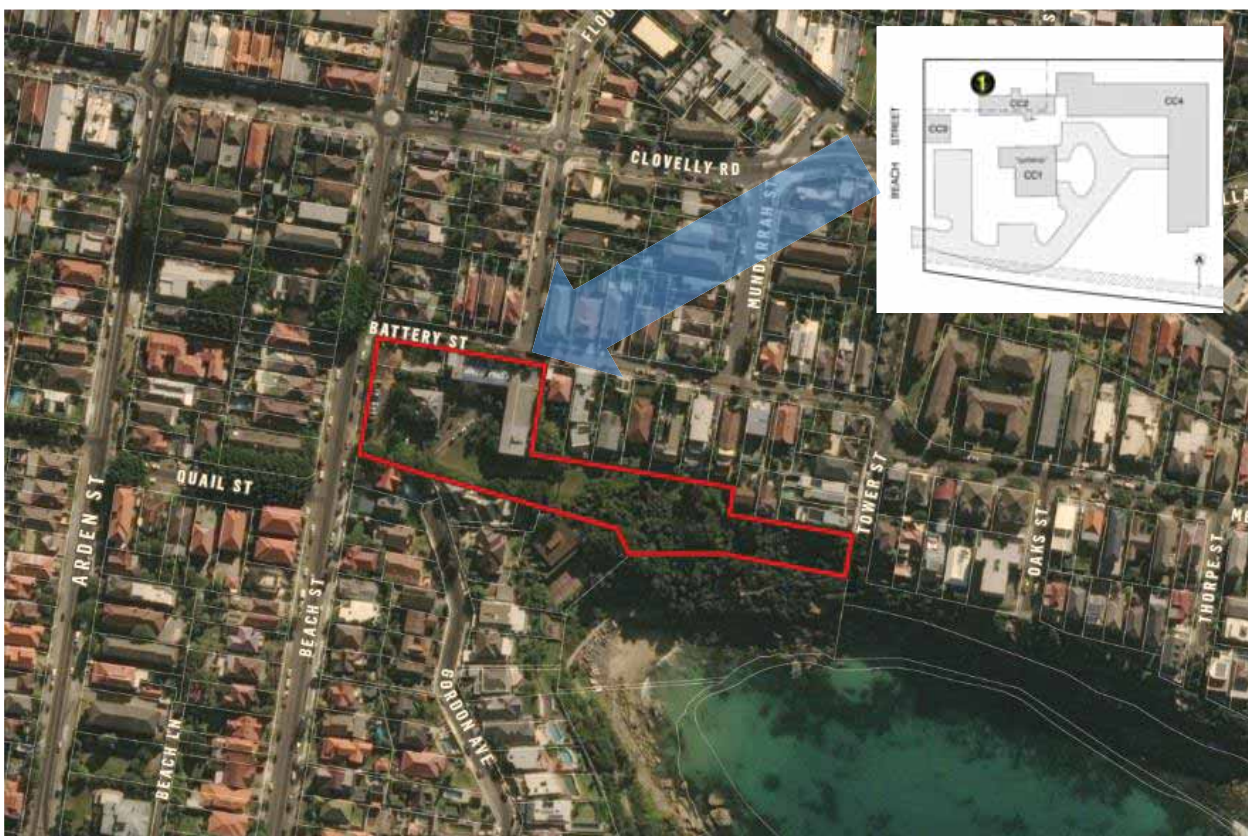 FLOO
S
1
CC2
CC4
CC3
CC1
BEACH STREET
A
CLOVELLY RD
MUNDARRAH ST
BATTERY ST
QUAIL ST
ARDEN ST
BEACH ST
TOWER ST
OAKS ST
THORPE ST
M
GORDON AVE
BEACH LN